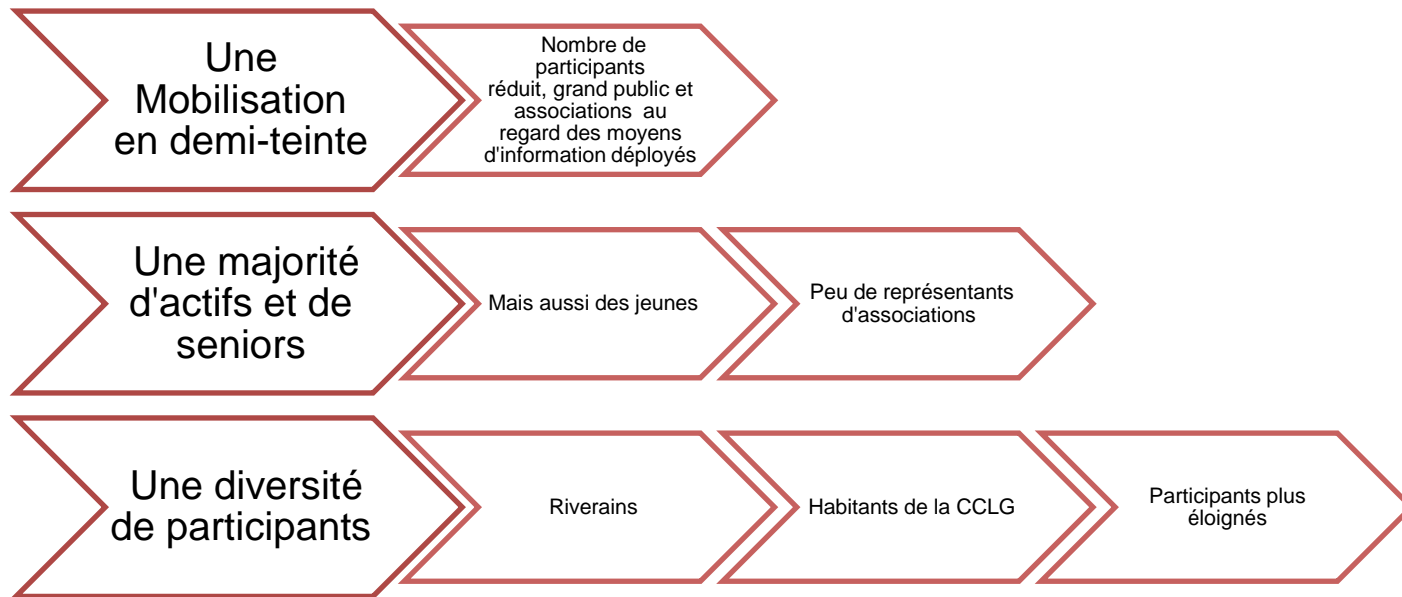 Une
Mobilisation
en demi-teinte
Nombre de
participants
réduit, grand public et
associations au
regard des moyens
d'information déployés
Une majorité
d'actifs et de
seniors
Mais aussi des jeunes
Peu de représentants
d'associations
Une diversité
de participants
Riverains
Habitants de la CCLG
Participants plus
éloignés